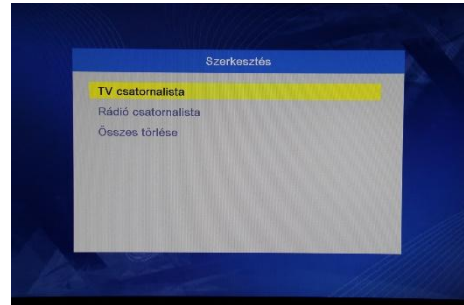 Szerkesztés
TV csatornalista
Rádió csatornalista
Összes törlése